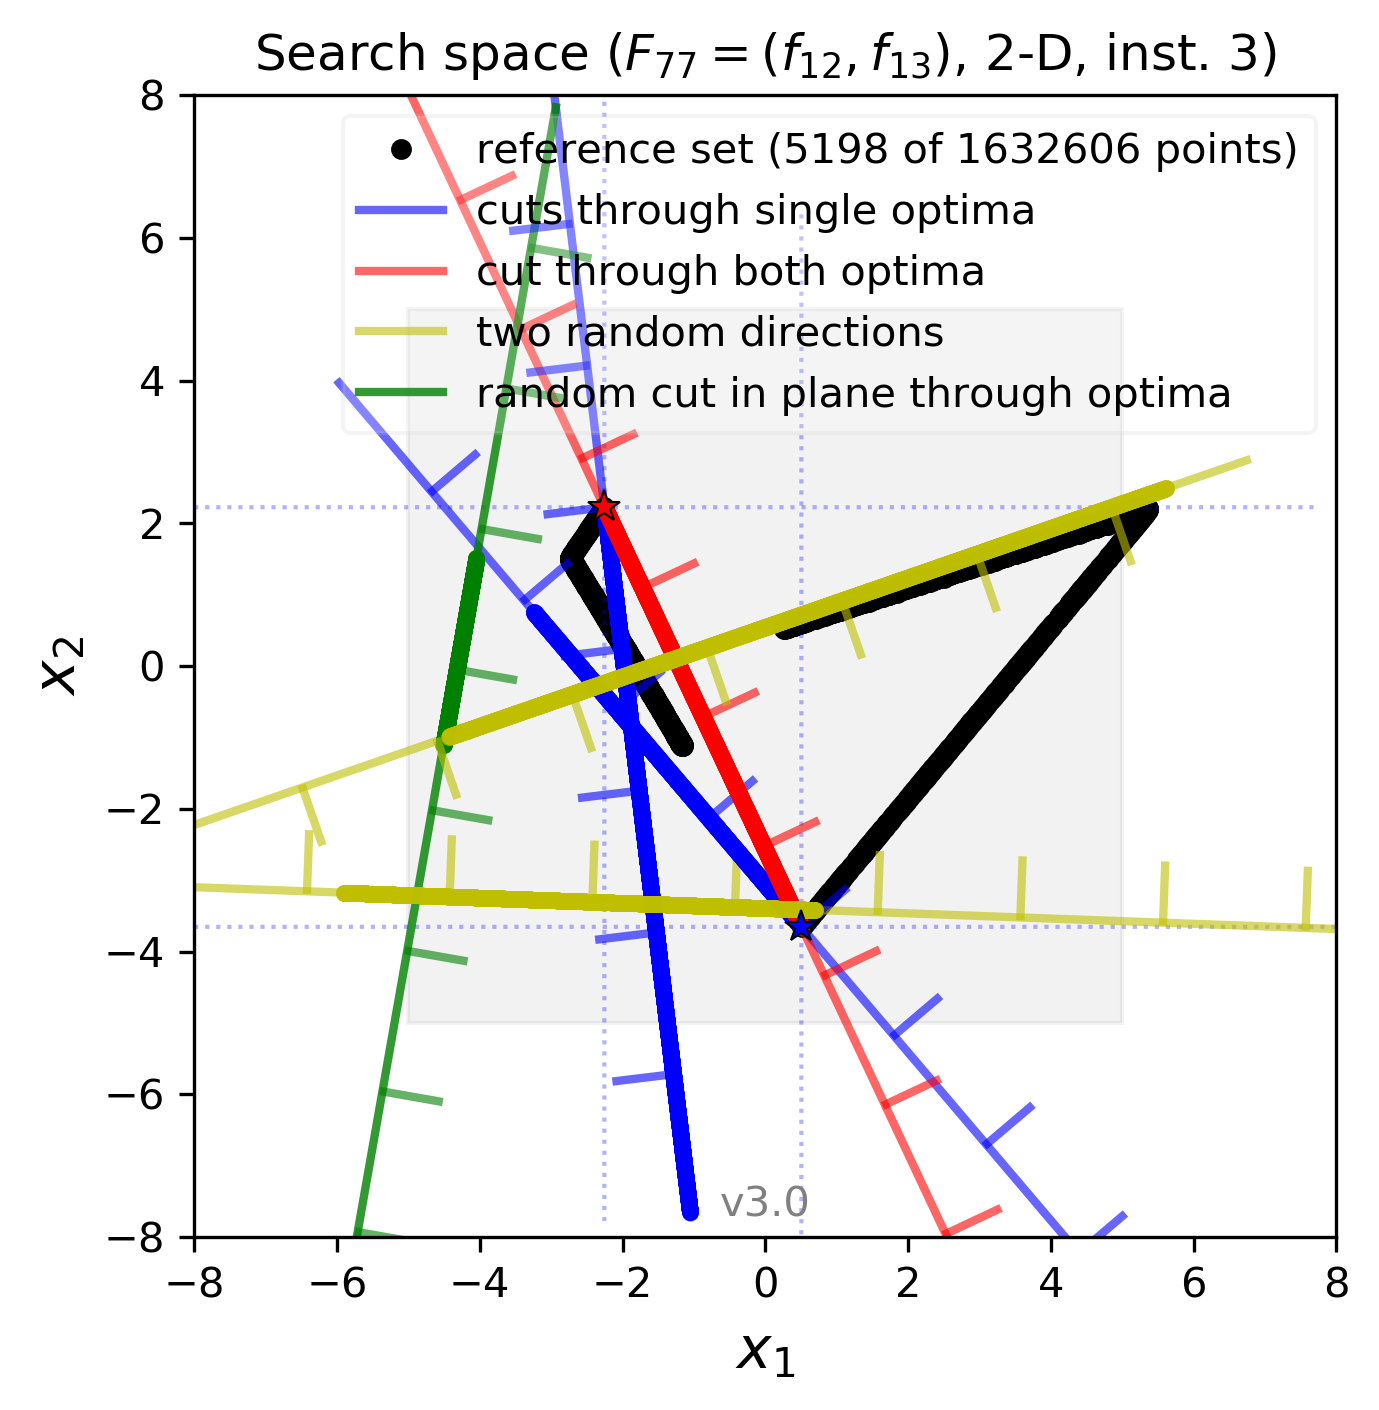 Search space (F77 = (f12, f13), 2-D, inst. 3)
reference set (5198 of 1632606 points)
cuts through single optima
cut through both optima
two random directions
random cut in plane through optima
8
6
4
2
0
−2
−4
−6
−8
x2
v3.0
−8 −6 −4 −2 0 2 4 6 8
x1